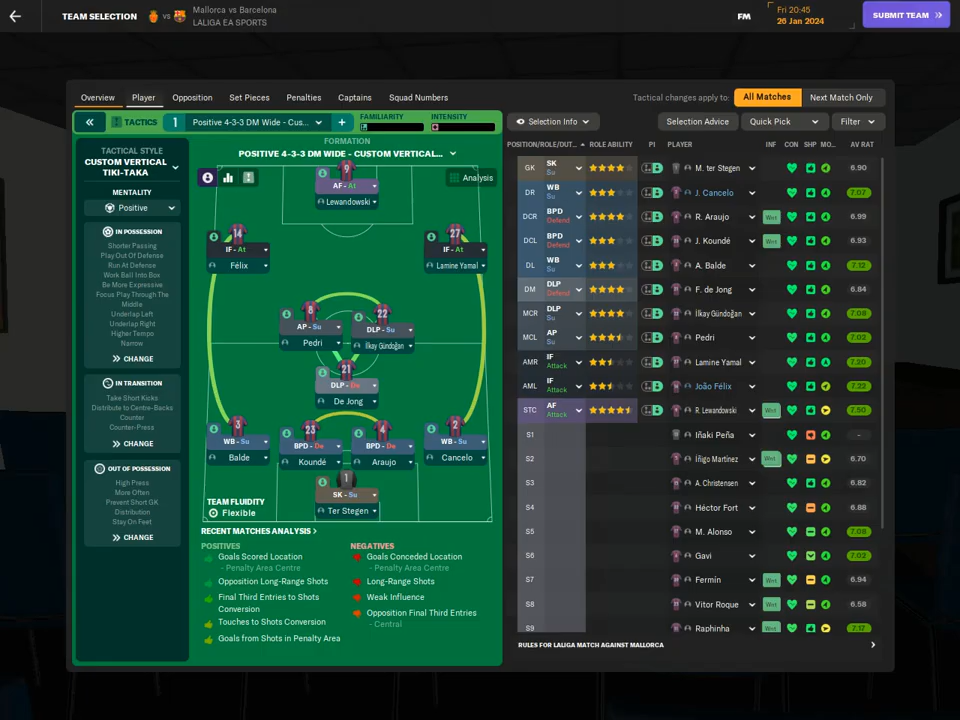 TEAM SELECTION
Mallorca vs Barcelona
LALIGA EA SPORTS
FM
Fri 20:45
26 Jan 2024
SUBMIT TEAM
Overview Player Opposition Set Pieces Penalties Captains Squad Numbers
Tactical changes apply to: All Matches Next Match Only
TACTICS 1 Positive 4-3-3 DM Wide - Cus...
FAMILIARITY
INTENSITY
TACTICAL STYLE
CUSTOM VERTICAL
TIKI-TAKA
MENTALITY
Positive
IN POSSESSION
Shorter Passing
Play Out Of Defense
Run At Defense
Work Ball Into Box
Be More Expressive
Focus Play Through The
Middle
Underlap Left
Underlap Right
Higher Tempo
Narrow
CHANGE
IN TRANSITION
Take Short Kicks
Distribute to Centre-Backs
Counter
Counter-Press
CHANGE
OUT OF POSSESSION
High Press
More Often
Prevent Short GK
Distribution
Stay On Feet
CHANGE
FORMATION
POSITIVE 4-3-3 DM WIDE - CUSTOM VERTICAL...
Analysis
9
AF - At
Lewandowski
14
IF - At
Félix
27
IF - At
Lamine Yamal
8
AP - Su
Pedri
22
DLP - Su
İlkay Gündoğan
21
DLP - De
De Jong
3
WB - Su
Balde
23
BPD - De
Koundé
4
BPD - De
Araujo
2
WB - Su
Cancelo
1
SK - Su
Ter Stegen
TEAM FLUIDITY
Flexible
RECENT MATCHES ANALYSIS
POSITIVES
Goals Scored Location
- Penalty Area Centre
Opposition Long-Range Shots
Final Third Entries to Shots
Conversion
Touches to Shots Conversion
Goals from Shots in Penalty Area
NEGATIVES
Goals Conceded Location
- Penalty Area Centre
Long-Range Shots
Weak Influence
Opposition Final Third Entries
- Central
Selection Info
Selection Advice
Quick Pick
Filter
POSITION/ROLE/DUT... ROLE ABILITY PI PLAYER INF CON SHP MO... AV RAT
GK SK Su M. ter Stegen 6.90
DR WB Su J. Cancelo 7.07
DCR BPD Defend R. Araujo Wnt 6.99
DCL BPD Defend J. Koundé Wnt 6.93
DL WB Su A. Balde 7.12
DM DLP Defend F. de Jong 6.84
MCR DLP Su İlkay Gündoğan 7.08
MCL AP Su Pedri 7.02
AMR IF Attack Lamine Yamal 7.20
AML IF Attack João Félix 7.22
STC AF Attack R. Lewandowski Wnt 7.50
S1 Iñaki Peña -
S2 Íñigo Martínez Wnt 6.70
S3 A. Christensen 6.82
S4 Héctor Fort 6.88
S5 M. Alonso 7.08
S6 Gavi 7.02
S7 Fermín Wnt 6.94
S8 Vitor Roque Wnt 6.58
S9 Raphinha Wnt 7.17
RULES FOR LALIGA MATCH AGAINST MALLORCA